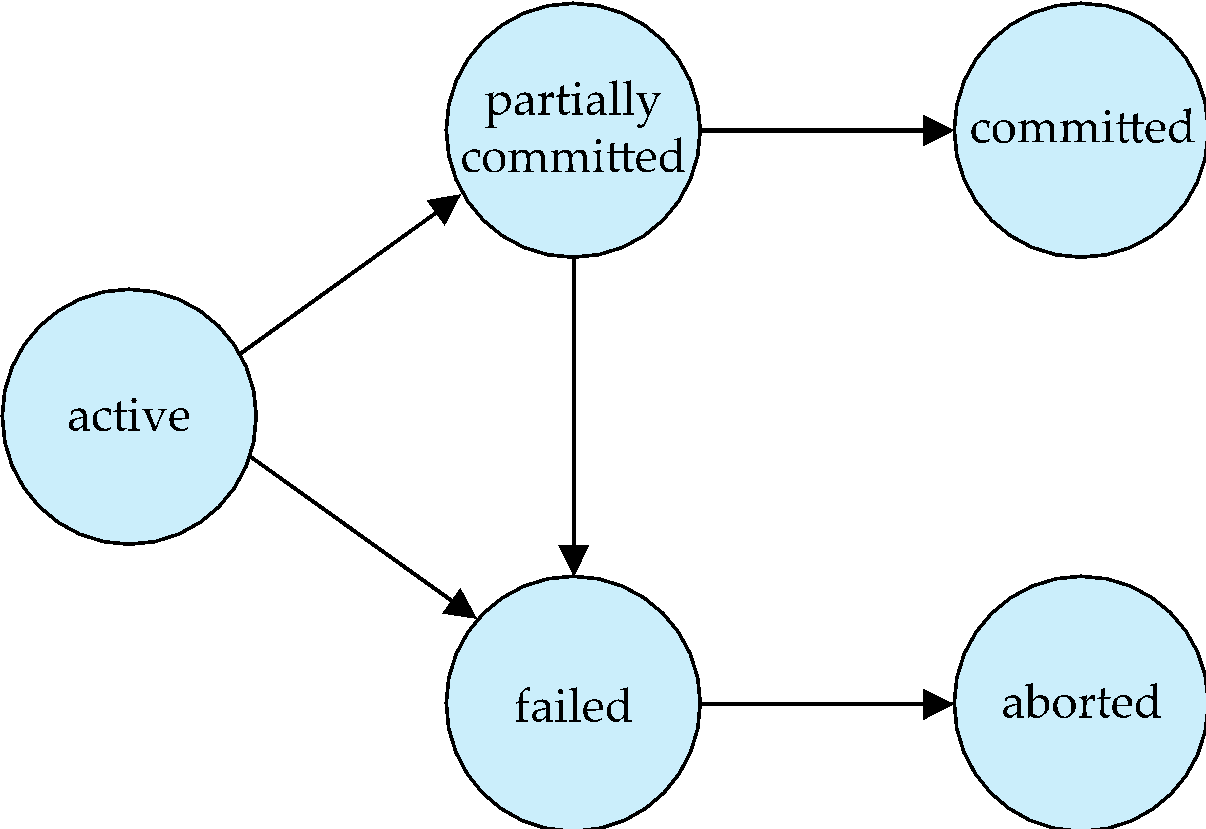 partially
committed
committed
active
failed
aborted